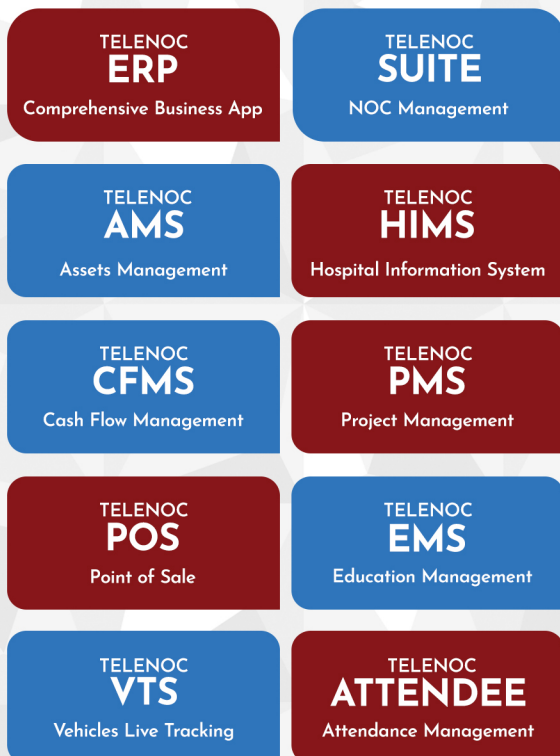 TELENOC
ERP
Comprehensive Business App
TELENOC
SUITE
NOC Management
TELENOC
AMS
Assets Management
TELENOC
HIMS
Hospital Information System
TELENOC
CFMS
Cash Flow Management
TELENOC
PMS
Project Management
TELENOC
POS
Point of Sale
TELENOC
EMS
Education Management
TELENOC
VTS
Vehicles Live Tracking
TELENOC
ATTENDEE
Attendance Management